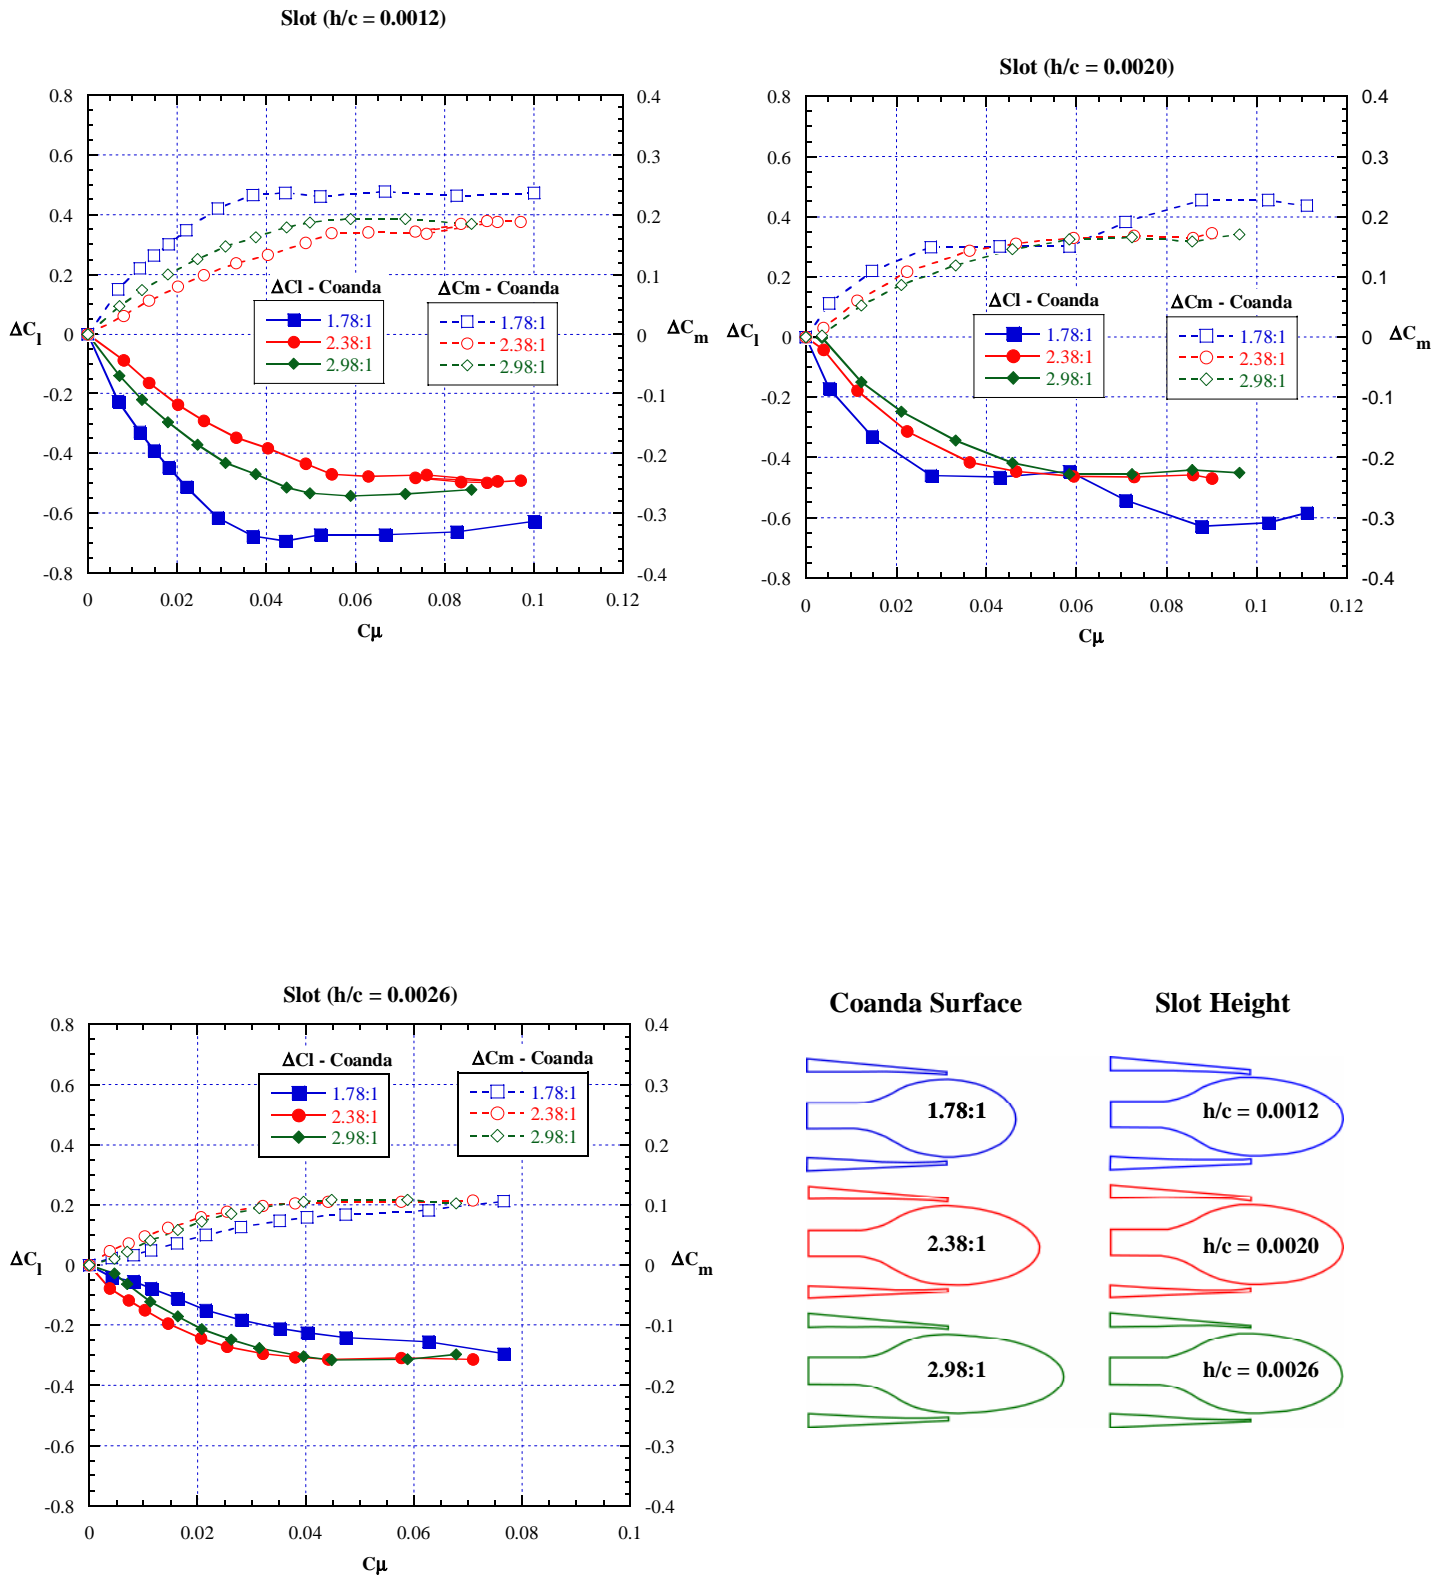 Slot (h/c = 0.0012)
0.8
0.6
0.4
0.2
0
-0.2
-0.4
-0.6
-0.8
ΔCl
0.4
0.3
0.2
0.1
0
-0.1
-0.2
-0.3
-0.4
ΔCm
ΔCl - Coanda
1.78:1
2.38:1
2.98:1
ΔCm - Coanda
1.78:1
2.38:1
2.98:1
0 0.02 0.04 0.06 0.08 0.1 0.12
Cμ
Slot (h/c = 0.0020)
0.8
0.6
0.4
0.2
0
-0.2
-0.4
-0.6
-0.8
ΔCl
0.4
0.3
0.2
0.1
0
-0.1
-0.2
-0.3
-0.4
ΔCm
ΔCl - Coanda
1.78:1
2.38:1
2.98:1
ΔCm - Coanda
1.78:1
2.38:1
2.98:1
0 0.02 0.04 0.06 0.08 0.1 0.12
Cμ
Slot (h/c = 0.0026)
0.8
0.6
0.4
0.2
0
-0.2
-0.4
-0.6
-0.8
ΔCl
0.4
0.3
0.2
0.1
0
-0.1
-0.2
-0.3
-0.4
ΔCm
ΔCl - Coanda
1.78:1
2.38:1
2.98:1
ΔCm - Coanda
1.78:1
2.38:1
2.98:1
0 0.02 0.04 0.06 0.08 0.1
Cμ
Coanda Surface
1.78:1
2.38:1
2.98:1
Slot Height
h/c = 0.0012
h/c = 0.0020
h/c = 0.0026